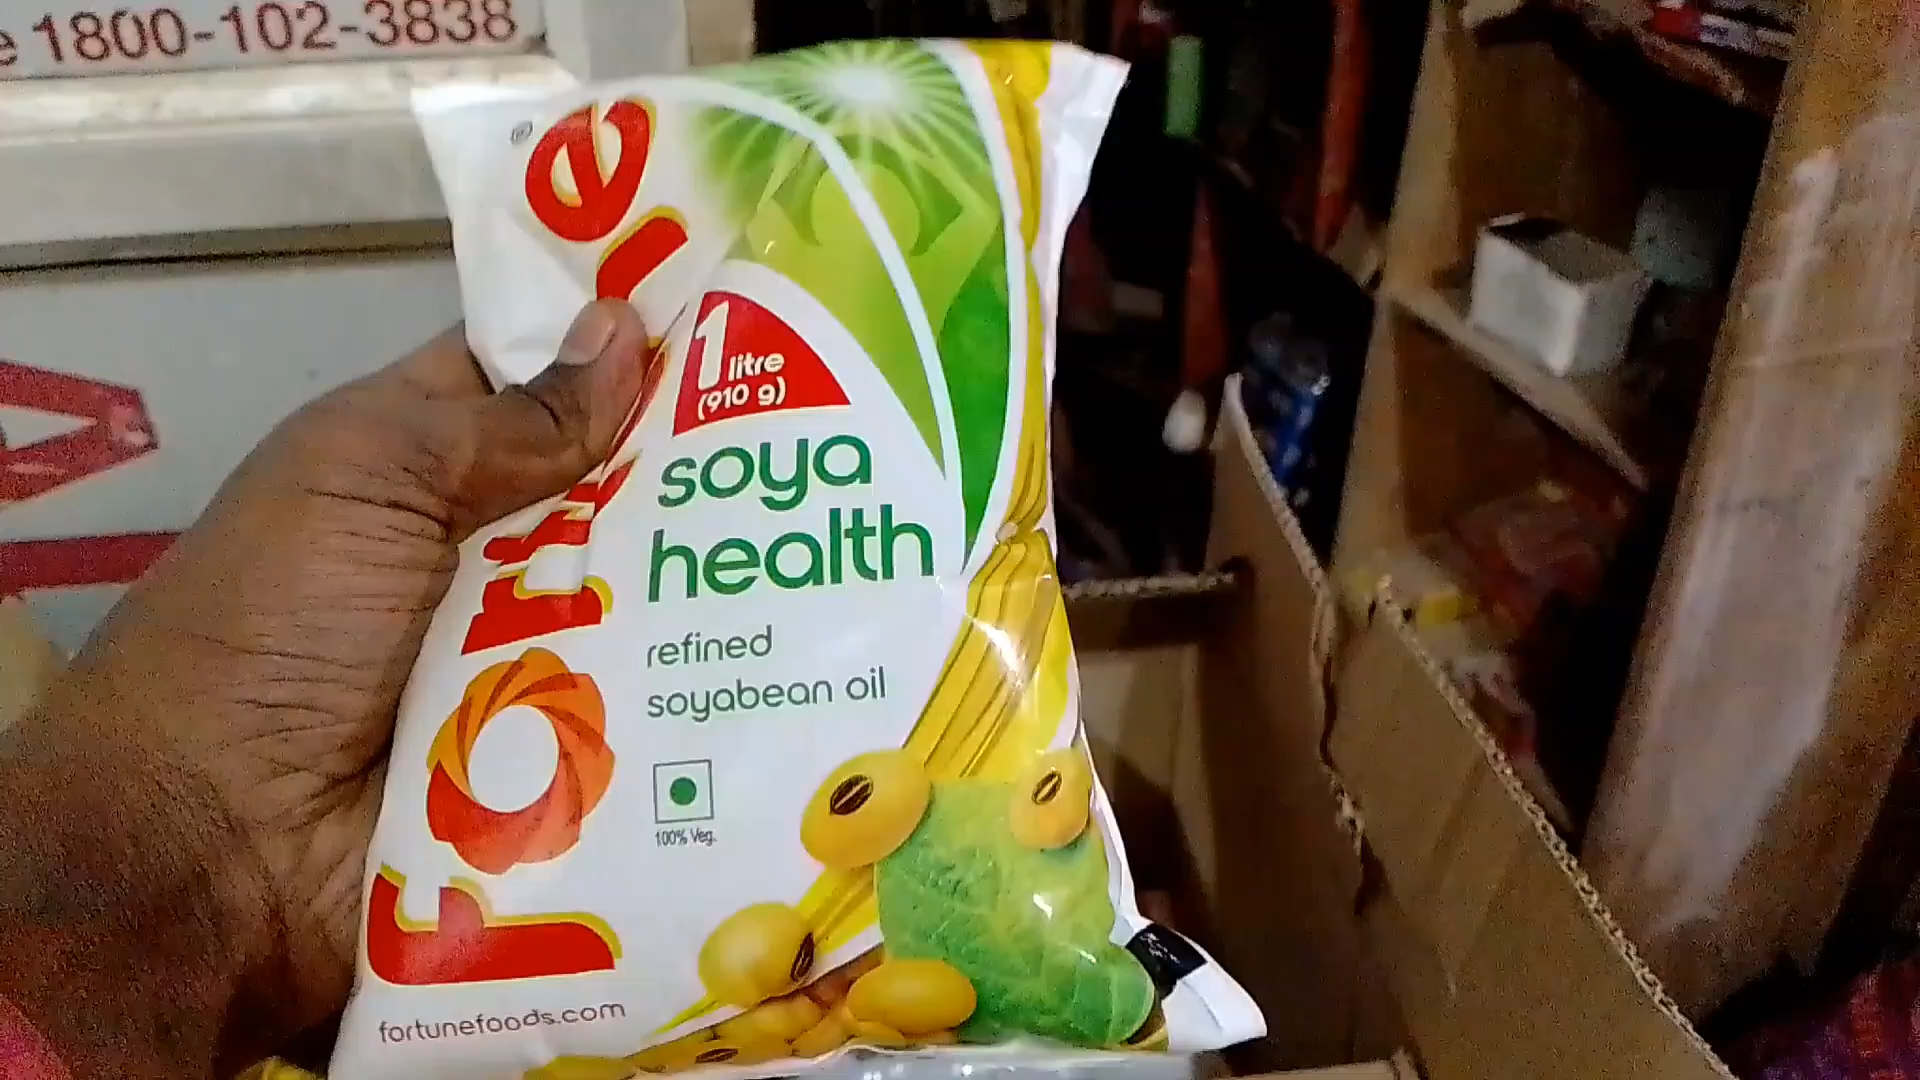 e 1800-102-3838
fortune
®
1 litre
(910 g)
soya
health
refined
soyabean oil
100% Veg.
fortunefoods.com